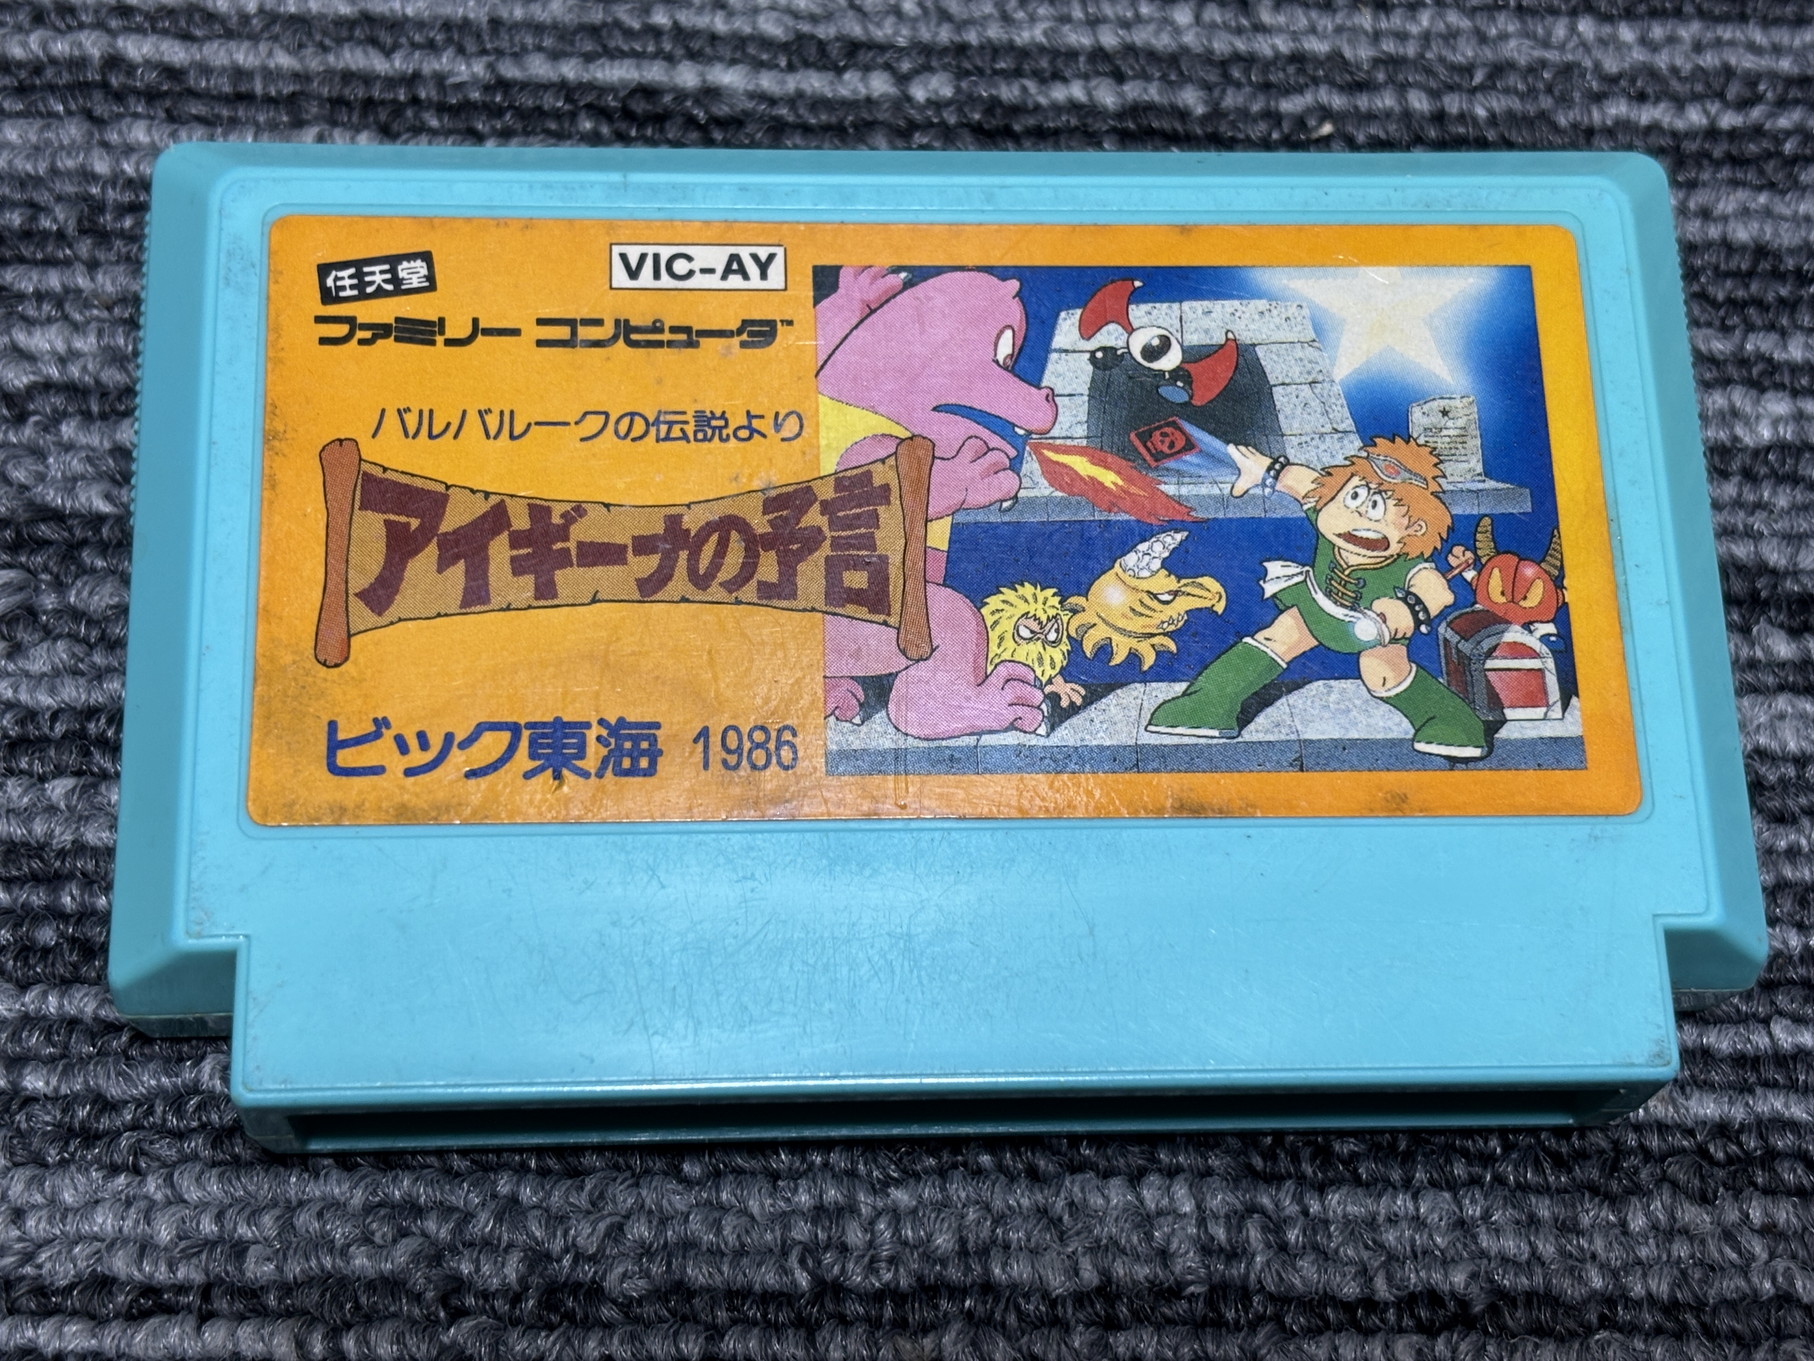 任天堂
VIC-AY
ファミリー コンピュータ™
バルバルークの伝説より
アイギーナの予言
ビック東海 1986